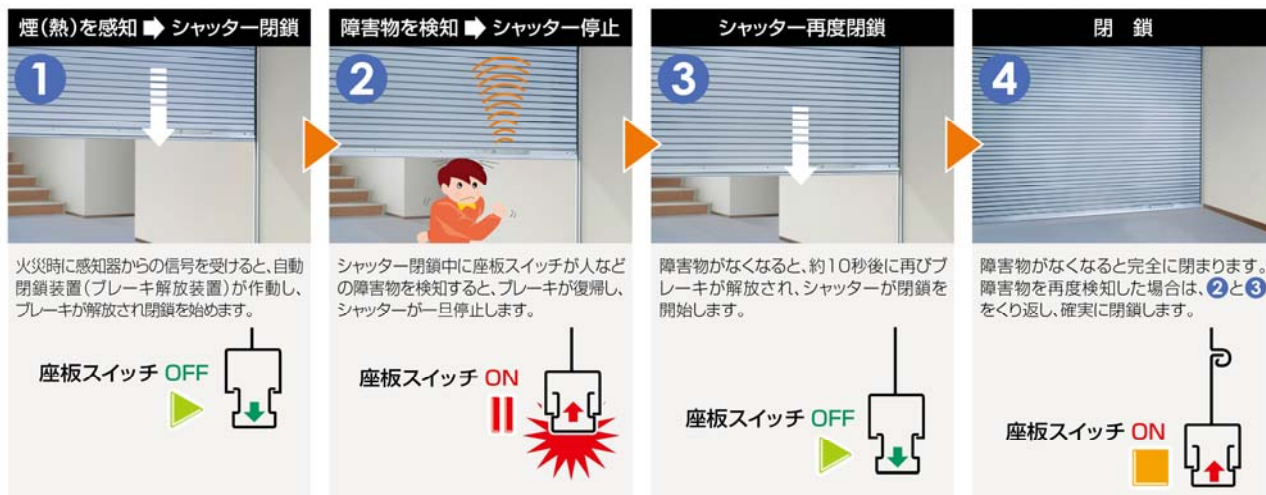 煙(熱)を感知 ➡ シャッター閉鎖
1
火災時に感知器からの信号を受けると、自動
閉鎖装置(ブレーキ解放装置)が作動し、
ブレーキが解放され閉鎖を始めます。
座板スイッチ OFF
障害物を検知 ➡ シャッター停止
2
シャッター閉鎖中に座板スイッチが人など
の障害物を検知すると、ブレーキが復帰し、
シャッターが一旦停止します。
座板スイッチ ON
シャッター再度閉鎖
3
障害物がなくなると、約10秒後に再びブ
レーキが解放され、シャッターが閉鎖を
開始します。
座板スイッチ OFF
閉 鎖
4
障害物がなくなると完全に閉まります。
障害物を再度検知した場合は、2と3
をくり返し、確実に閉鎖します。
座板スイッチ ON